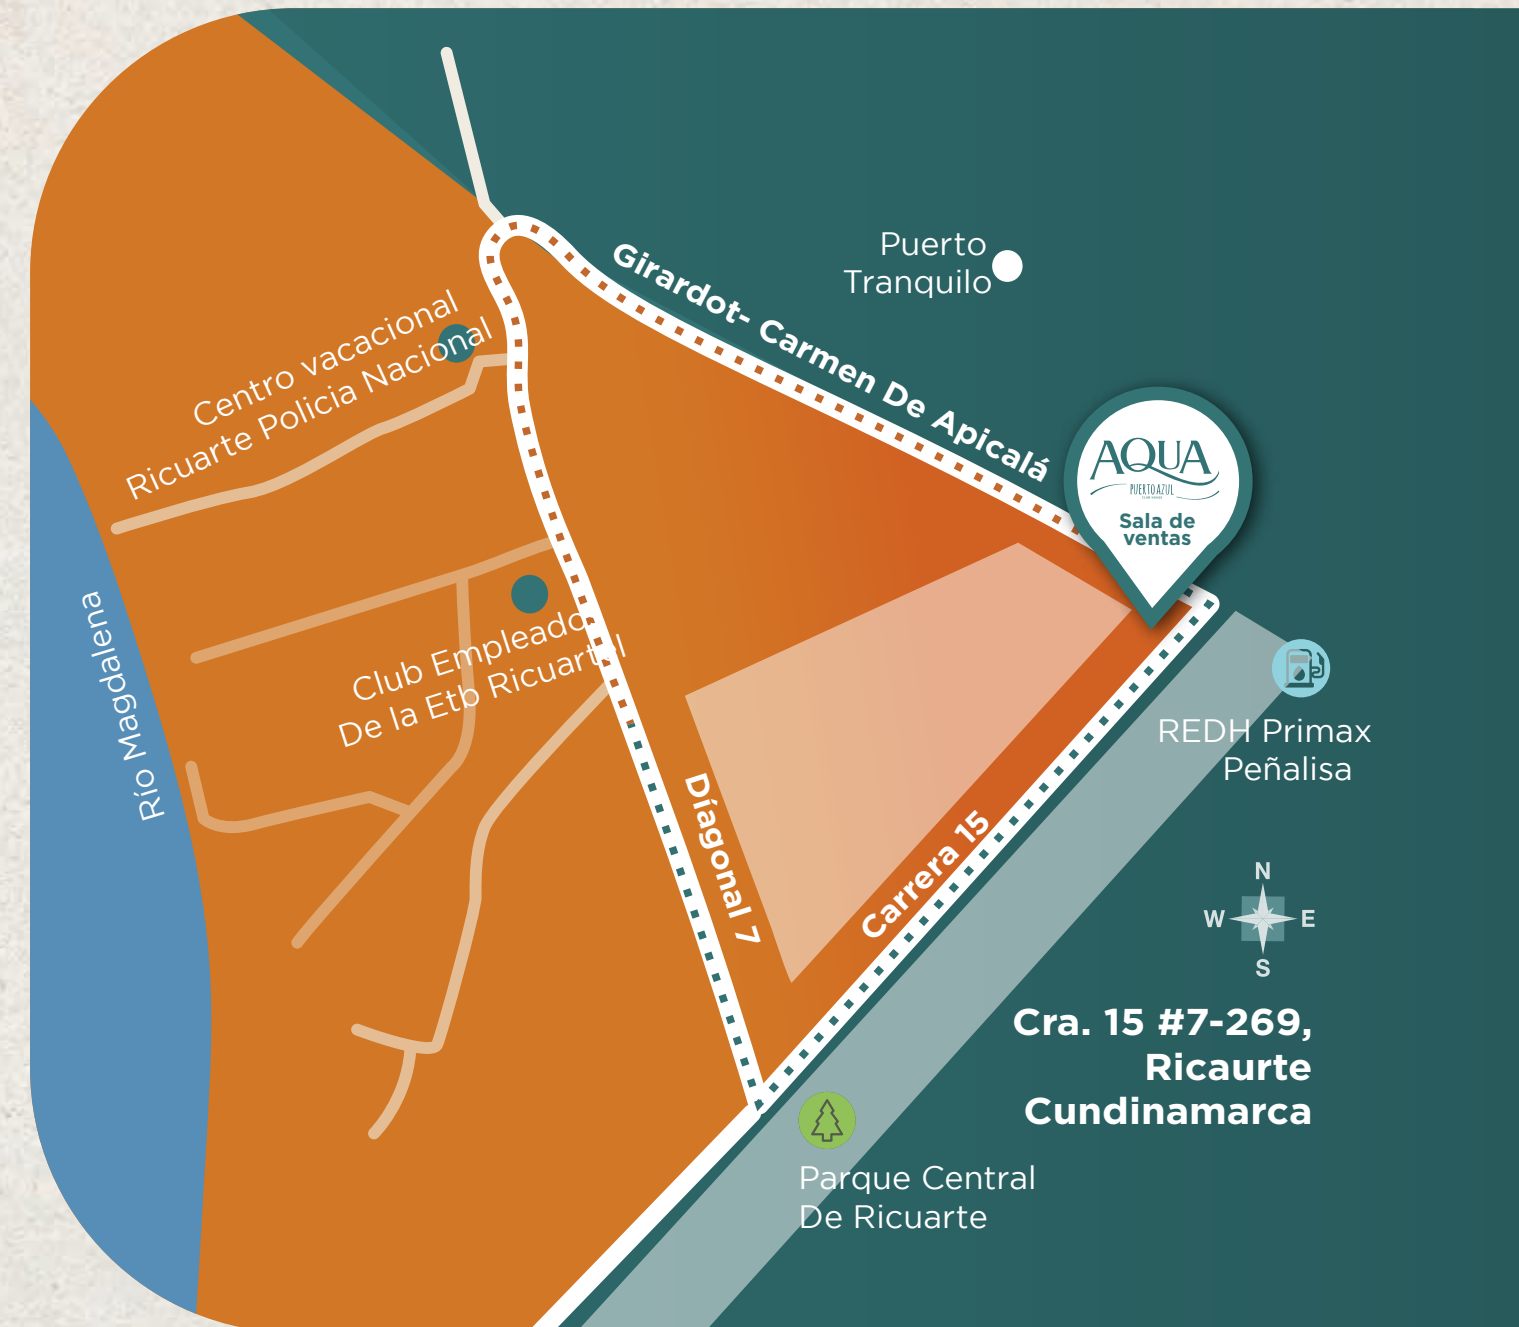 Puerto
Tranquilo
Girardot- Carmen De Apicalá
Centro vacacional
Ricuarte Policia Nacional
AQUA
PUERTO AZUL
Sala de
ventas
Río Magdalena
Club Empleados
De la Etb Ricuartel
REDH Primax
Peñalisa
Díagonal 7
Carrera 15
N
W E
S
Cra. 15 #7-269,
Ricaurte
Cundinamarca
Parque Central
De Ricuarte